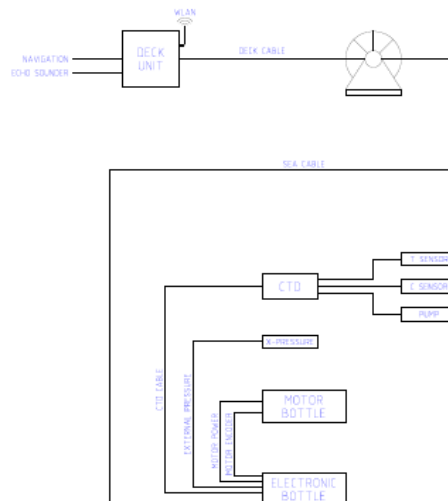 WLAN
DECK
UNIT
DECK CABLE
NAVIGATION
ECHO SOUNDER
SEA CABLE
T SENSOR
CTD
C SENSOR
PUMP
X-PRESSURE
CTD CABLE
EXTERNAL PRESSURE
MOTOR POWER
MOTOR ENCODER
MOTOR
BOTTLE
ELECTRONIC
BOTTLE